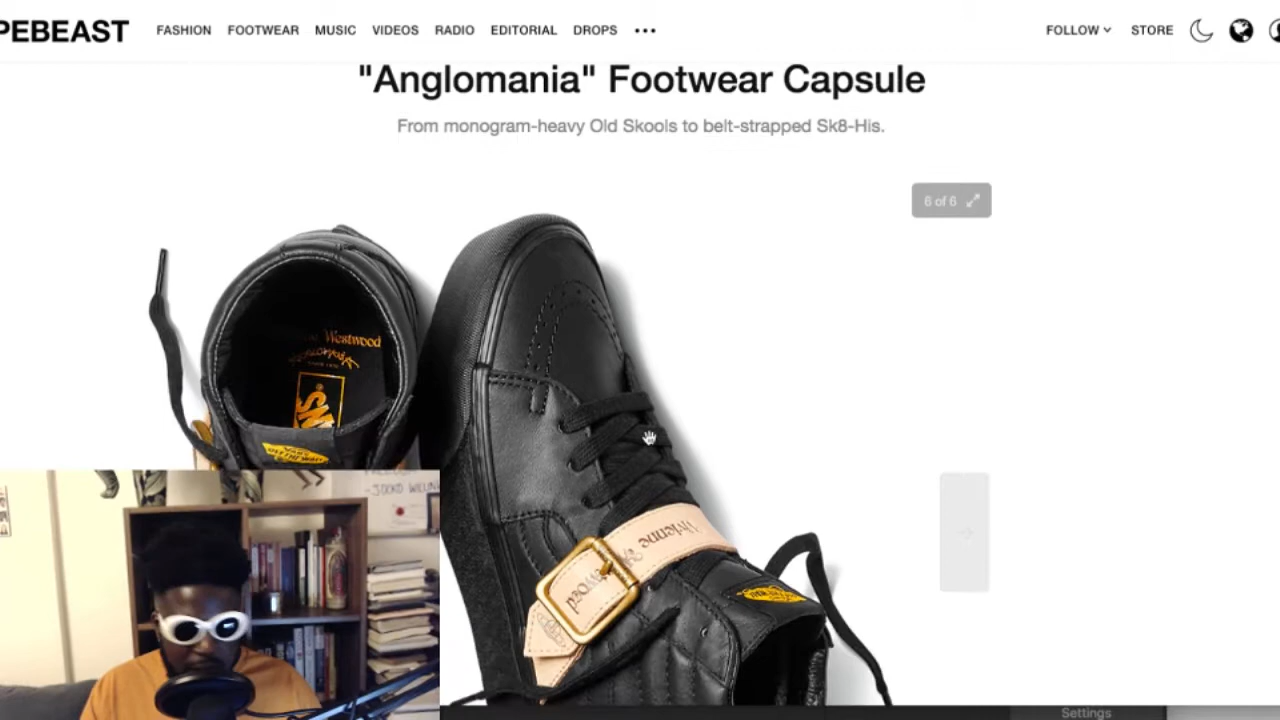 PEBEAST FASHION FOOTWEAR MUSIC VIDEOS RADIO EDITORIAL DROPS FOLLOW STORE
"Anglomania" Footwear Capsule
From monogram-heavy Old Skools to belt-strapped Sk8-His.
6 of 6
Westwood
Vivienne
Settings